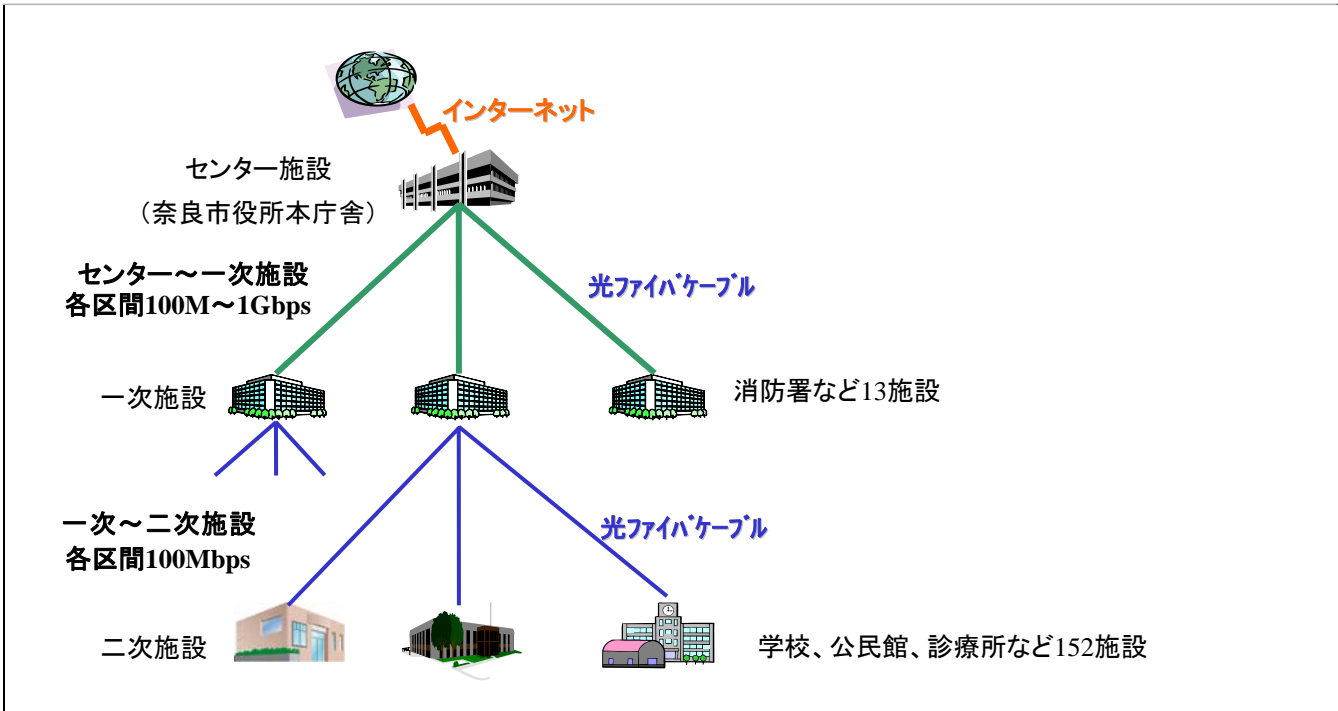 インターネット
センター施設
（奈良市役所本庁舎）
センター～一次施設
各区間100M～1Gbps
光ファイバケーブル
一次施設
消防署など13施設
一次～二次施設
各区間100Mbps
光ファイバケーブル
二次施設
学校、公民館、診療所など152施設